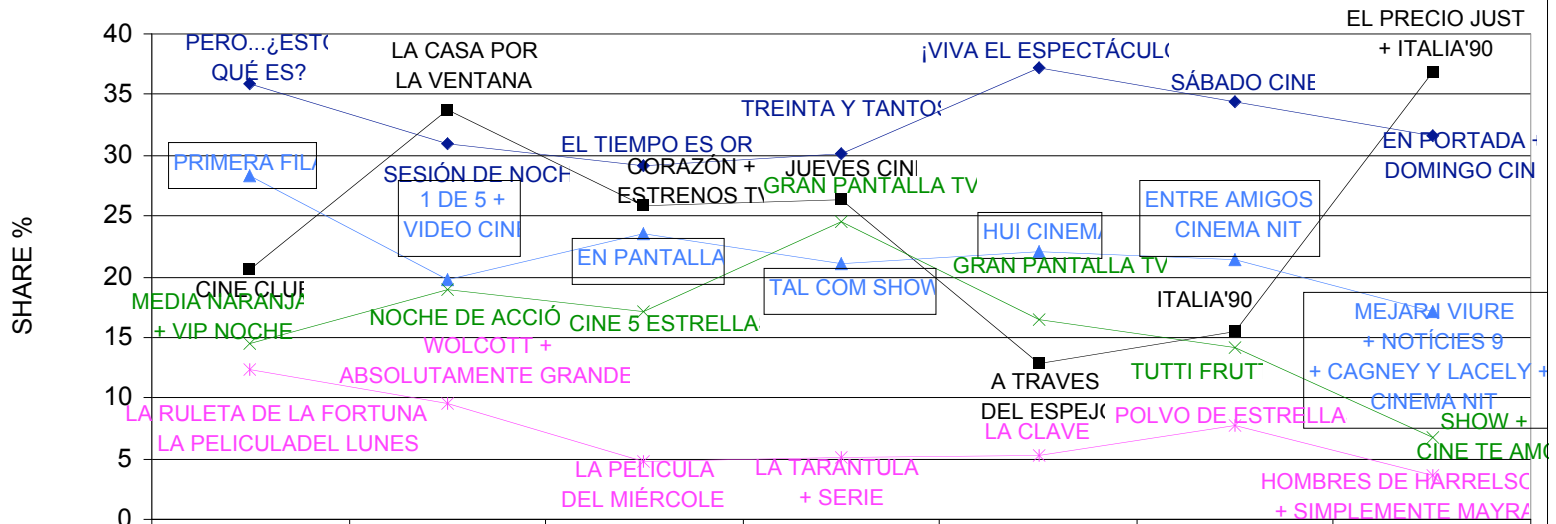 EL PRECIO JUST
+ ITALIA'90
40
PERO...¿ESTO
QUÉ ES?
LA CASA POR
LA VENTANA
¡VIVA EL ESPECTÁCULO
SÁBADO CINE
35
TREINTA Y TANTOS
EL TIEMPO ES OR
EN PORTADA +
DOMINGO CIN
30
PRIMERA FILA
SESIÓN DE NOCH
CORAZÓN +
ESTRENOS TV
JUEVES CINE
GRAN PANTALLA TV
25
1 DE 5 +
VIDEO CINE
ENTRE AMIGOS
CINEMA NIT
HUI CINEMA
EN PANTALLA
SHARE %
20
CINE CLUB
TAL COM SHOW
GRAN PANTALLA TV
MEDIA NARANJA
+ VIP NOCHE
NOCHE DE ACCIÓ
CINE 5 ESTRELLAS
ITALIA'90
MEJARA VIURE
+ NOTÍCIES 9
+ CAGNEY Y LACELY +
CINEMA NIT
15
WOLCOTT +
ABSOLUTAMENTE GRANDE
A TRAVES
DEL ESPEJO
TUTTI FRUT
10
LA RULETA DE LA FORTUNA
LA PELICULADEL LUNES
LA CLAVE
POLVO DE ESTRELLA
SHOW +
CINE TE AMO
5
LA PELICULA
DEL MIÉRCOLE
LA TARÁNTULA
+ SERIE
HOMBRES DE HARRELSO
+ SIMPLEMENTE MAYRA
0